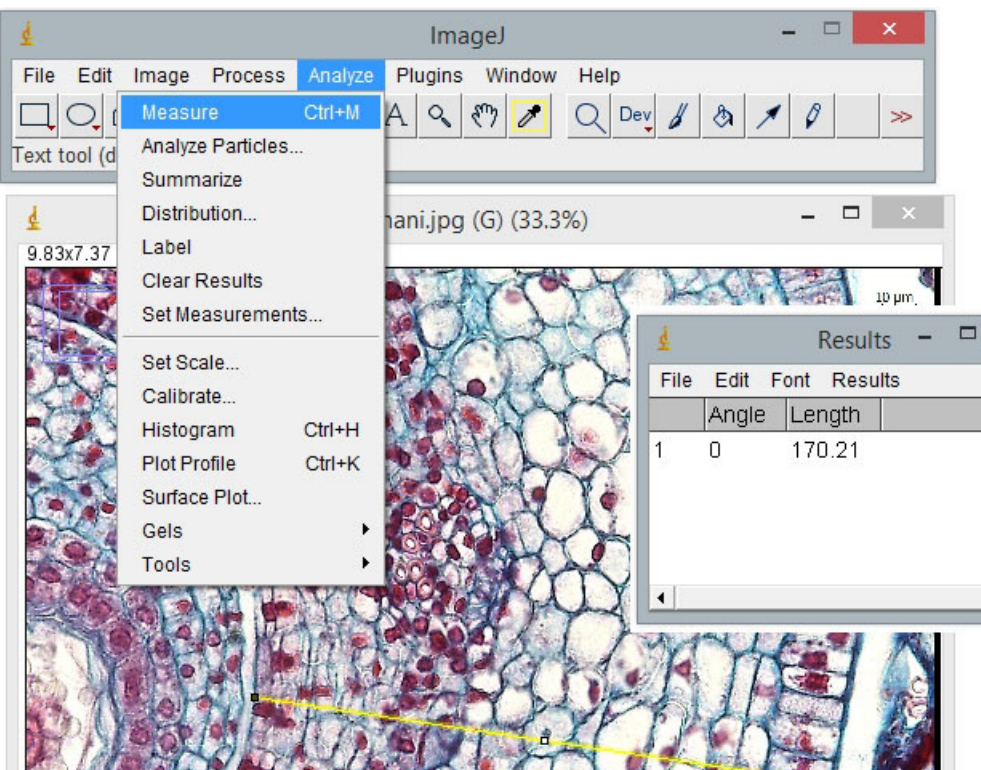 ImageJ
File Edit Image Process Analyze Plugins Window Help
A Dev >>
Text tool (d
Measure Ctrl+M
Analyze Particles...
Summarize
Distribution...
Label
Clear Results
Set Measurements...
Set Scale...
Calibrate...
Histogram Ctrl+H
Plot Profile Ctrl+K
Surface Plot...
Gels
Tools
nani.jpg (G) (33.3%)
9.83x7.37
10 µm
Results
File Edit Font Results
Angle Length
1 0 170.21